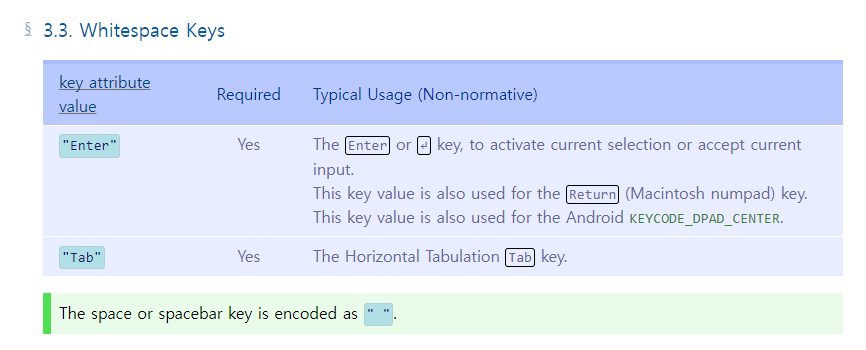 § 3.3. Whitespace Keys
key attribute value Required Typical Usage (Non-normative)
"Enter" Yes The Enter or ↵ key, to activate current selection or accept current
input.
This key value is also used for the Return (Macintosh numpad) key.
This key value is also used for the Android KEYCODE_DPAD_CENTER.
"Tab" Yes The Horizontal Tabulation Tab key.
The space or spacebar key is encoded as " ".